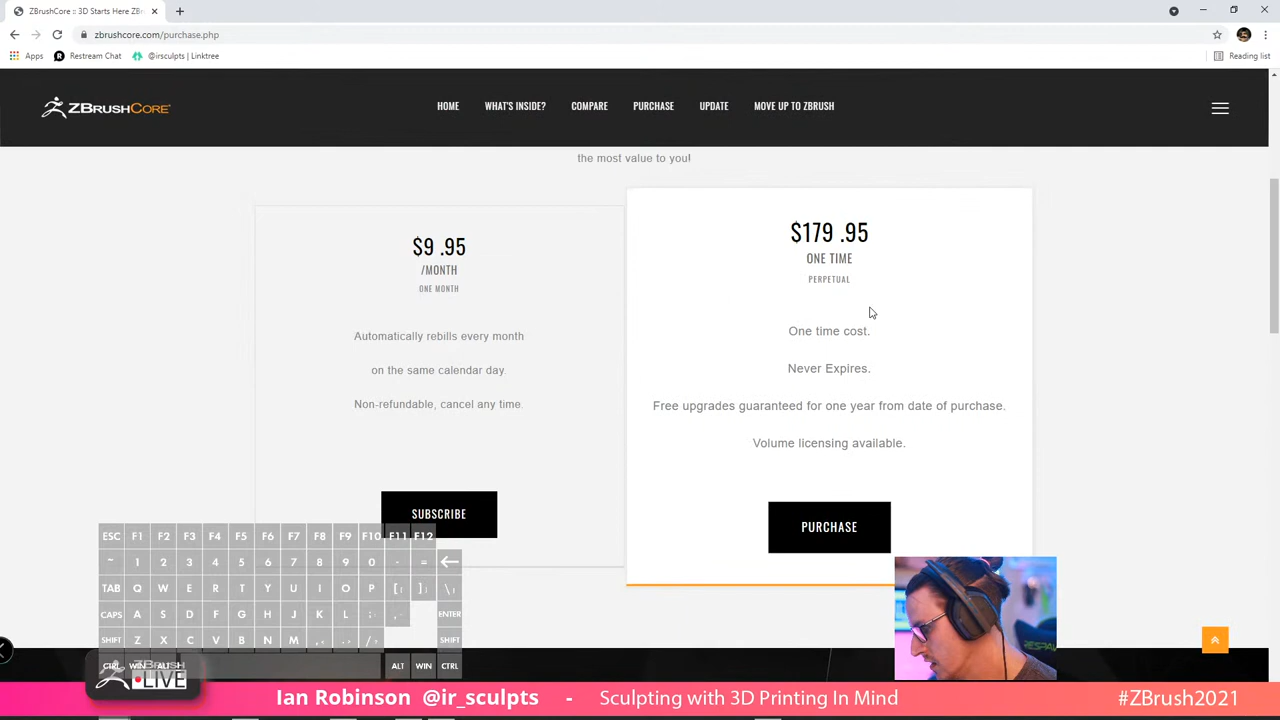 ZBrushCore :: 3D Starts Here ZBr
zbrushcore.com/purchase.php
Apps
Restream Chat
@irsculpts | Linktree
Reading list
ZBRUSHCORE
HOME
WHAT'S INSIDE?
COMPARE
PURCHASE
UPDATE
MOVE UP TO ZBRUSH
the most value to you!
$9 .95
/MONTH
ONE MONTH
Automatically rebills every month
on the same calendar day.
Non-refundable, cancel any time.
SUBSCRIBE
$179 .95
ONE TIME
PERPETUAL
One time cost.
Never Expires.
Free upgrades guaranteed for one year from date of purchase.
Volume licensing available.
PURCHASE
ESC F1 F2 F3 F4 F5 F6 F7 F8 F9 F10 F11 F12
~ 1 2 3 4 5 6 7 8 9 0 - =
TAB Q W E R T Y U I O P [ ] \
CAPS A S D F G H J K L ; , ENTER
SHIFT Z X C V B N M , . / SHIFT
CTRL WIN ALT ALT WIN CTRL
ZBRUSH
LIVE
Ian Robinson @ir_sculpts - Sculpting with 3D Printing In Mind #ZBrush2021